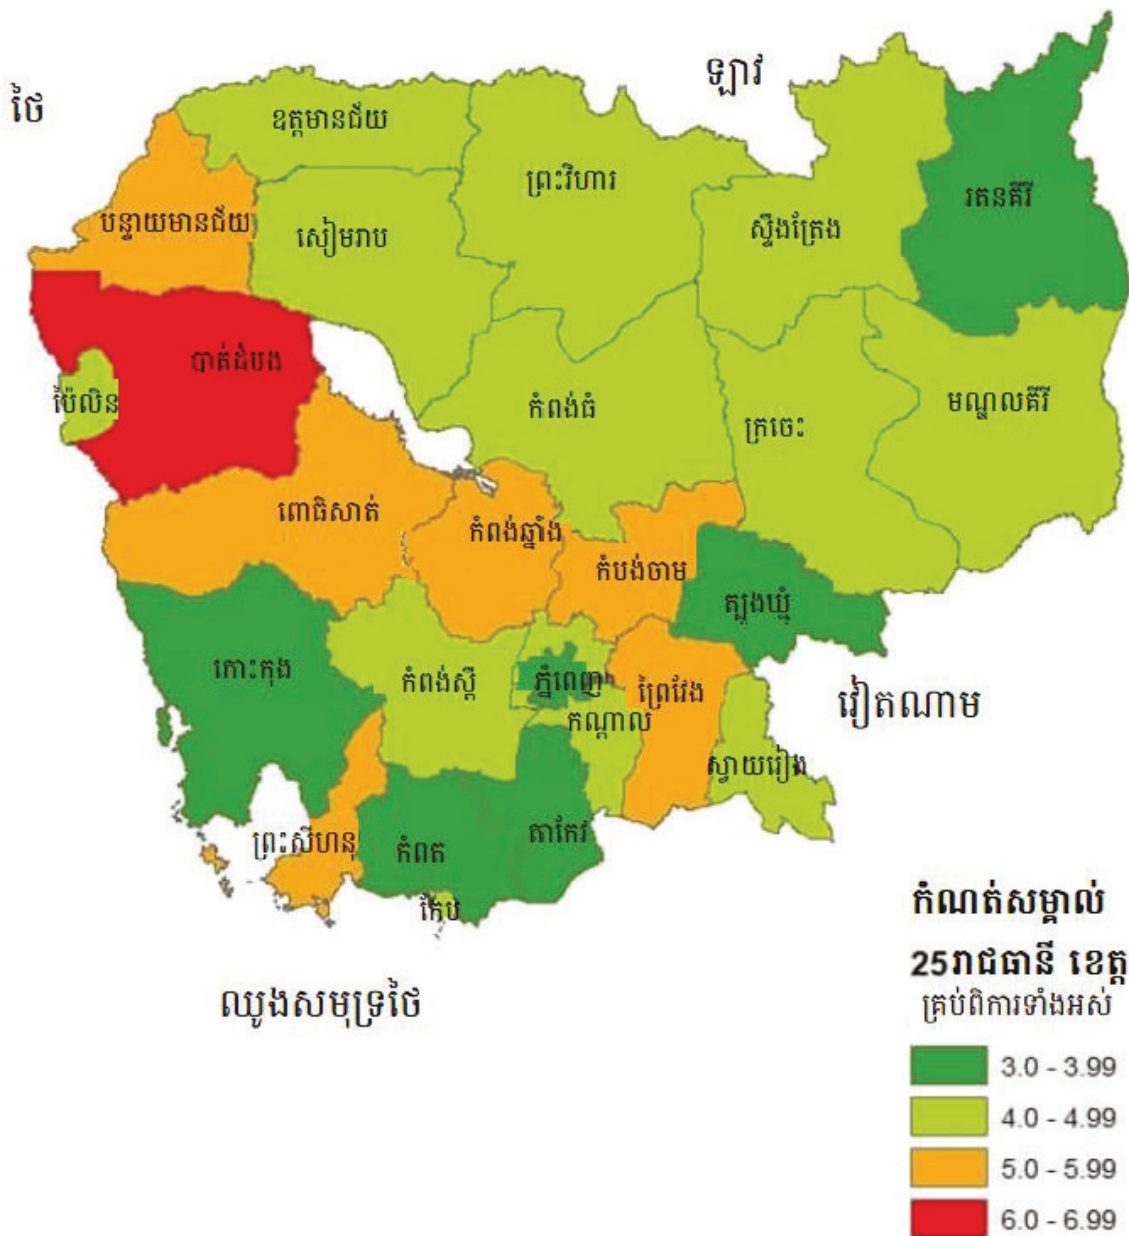 ឡាវ
ថៃ
ឧត្តមានជ័យ
ព្រះវិហារ
រតនគីរី
បន្ទាយមានជ័យ
សៀមរាប
ស្ទឹងត្រែង
បាត់ដំបង
ប៉ៃលិន
កំពង់ធំ
ក្រចេះ
មណ្ឌលគីរី
ពោធិសាត់
កំពង់ឆ្នាំង
កំបង់ចាម
ត្បូងឃ្មុំ
កោះកុង
កំពង់ស្ពឺ
ភ្នំពេញ
ព្រៃវែង
វៀតណាម
កណ្តាល
ស្វាយរៀង
ព្រះសីហនុ
កំពត
តាកែវ
កែប
ឈូងសមុទ្រថៃ
កំណត់សម្គាល់
25រាជធានី ខេត្ត
គ្រប់ពិការទាំងអស់
3.0 - 3.99
4.0 - 4.99
5.0 - 5.99
6.0 - 6.99